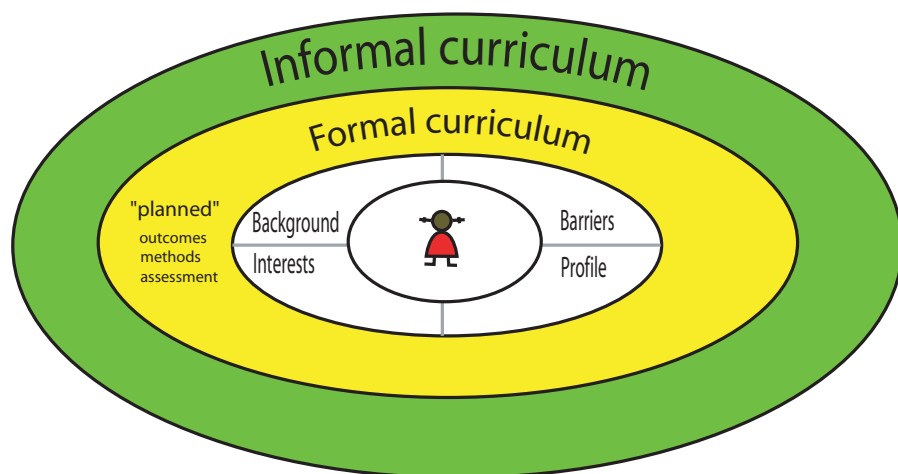 Informal curriculum
Formal curriculum
"planned"
outcomes
methods
assessment
Background
Interests
Barriers
Profile